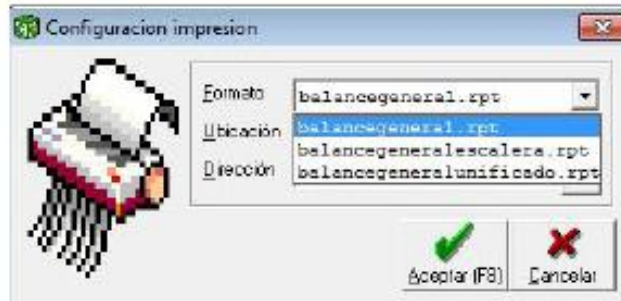 Configuracion impresion
Formato balancegeneral.rpt
Ubicación balancegeneral.rpt
balancegeneralescalera.rpt
Dirección balancegeneralunificado.rpt
Aceptar (F8) Cancelar